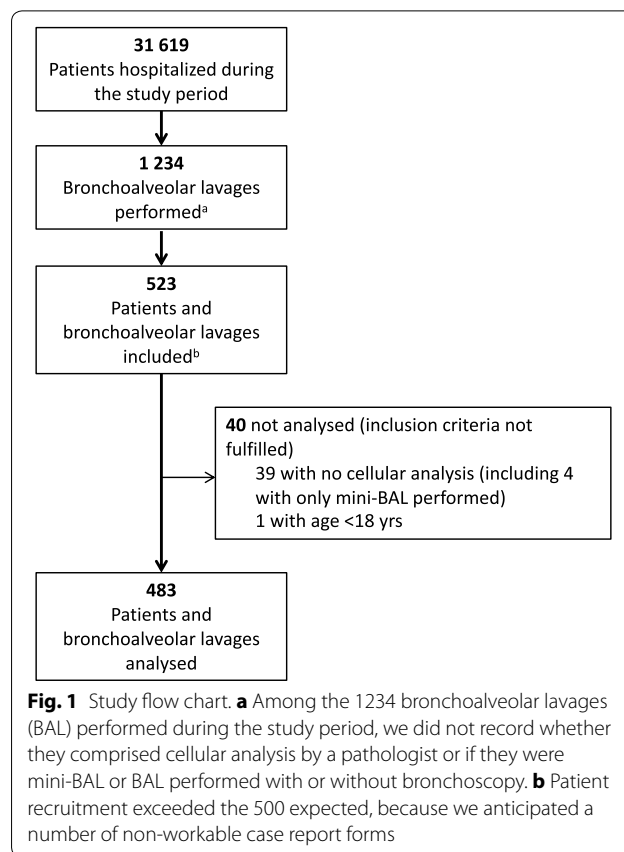 31 619
Patients hospitalized during
the study period
1 234
Bronchoalveolar lavages
performedᵃ
523
Patients and
bronchoalveolar lavages
includedᵇ
40 not analysed (inclusion criteria not
fulfilled)
39 with no cellular analysis (including 4
with only mini-BAL performed)
1 with age <18 yrs
483
Patients and
bronchoalveolar lavages
analysed
Fig. 1 Study flow chart. a Among the 1234 bronchoalveolar lavages
(BAL) performed during the study period, we did not record whether
they comprised cellular analysis by a pathologist or if they were
mini-BAL or BAL performed with or without bronchoscopy. b Patient
recruitment exceeded the 500 expected, because we anticipated a
number of non-workable case report forms